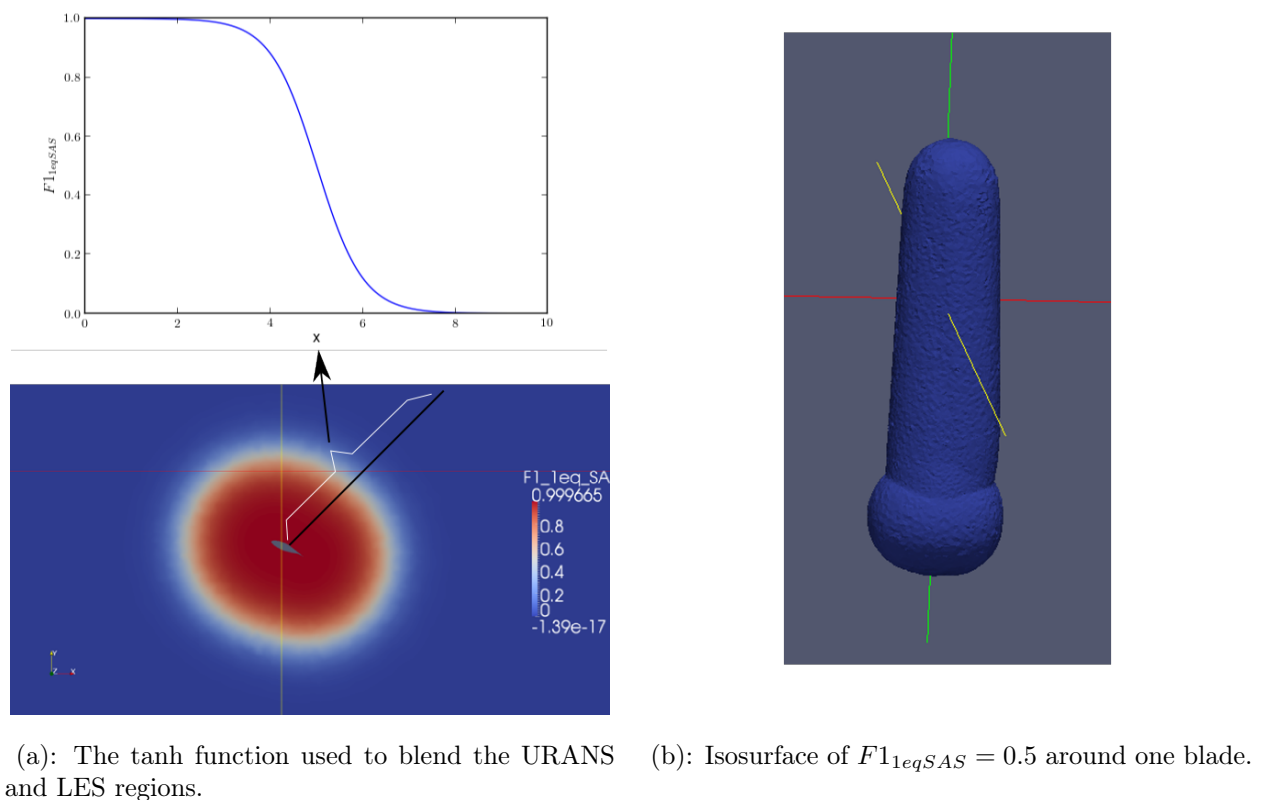 1.0
0.8
0.6
0.4
0.2
0.0
F1_{1eqSAS}
0 2 4 6 8 10
x
F1_1eq_SA
0.999665
0.8
0.6
0.4
0.2
0
-1.39e-17
Y
Z X
(a): The tanh function used to blend the URANS
and LES regions.
(b): Isosurface of F1_{1eqSAS} = 0.5 around one blade.